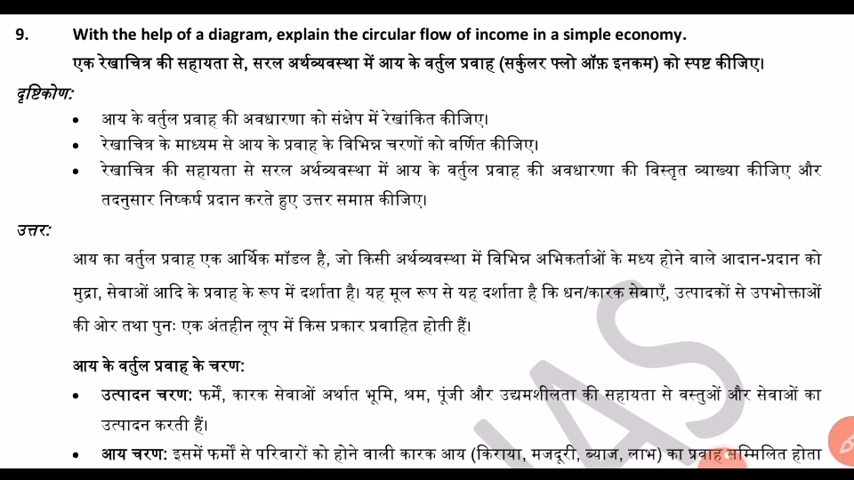 9. With the help of a diagram, explain the circular flow of income in a simple economy.
एक रेखाचित्र की सहायता से, सरल अर्थव्यवस्था में आय के वर्तुल प्रवाह (सर्कुलर फ्लो ऑफ़ इनकम) को स्पष्ट कीजिए।
दृष्टिकोण:
• आय के वर्तुल प्रवाह की अवधारणा को संक्षेप में रेखांकित कीजिए।
• रेखाचित्र के माध्यम से आय के प्रवाह के विभिन्न चरणों को वर्णित कीजिए।
• रेखाचित्र की सहायता से सरल अर्थव्यवस्था में आय के वर्तुल प्रवाह की अवधारणा की विस्तृत व्याख्या कीजिए और
तदनुसार निष्कर्ष प्रदान करते हुए उत्तर समाप्त कीजिए।
उत्तर:
आय का वर्तुल प्रवाह एक आर्थिक मॉडल है, जो किसी अर्थव्यवस्था में विभिन्न अभिकर्ताओं के मध्य होने वाले आदान-प्रदान को
मुद्रा, सेवाओं आदि के प्रवाह के रूप में दर्शाता है। यह मूल रूप से यह दर्शाता है कि धन/कारक सेवाएँ, उत्पादकों से उपभोक्ताओं
की ओर तथा पुनः एक अंतहीन लूप में किस प्रकार प्रवाहित होती हैं।
आय के वर्तुल प्रवाह के चरण:
• उत्पादन चरण: फर्में, कारक सेवाओं अर्थात भूमि, श्रम, पूंजी और उद्यमशीलता की सहायता से वस्तुओं और सेवाओं का
उत्पादन करती हैं।
• आय चरण: इसमें फर्मों से परिवारों को होने वाली कारक आय (किराया, मजदूरी, ब्याज, लाभ) का प्रवाह सम्मिलित होता
IAS